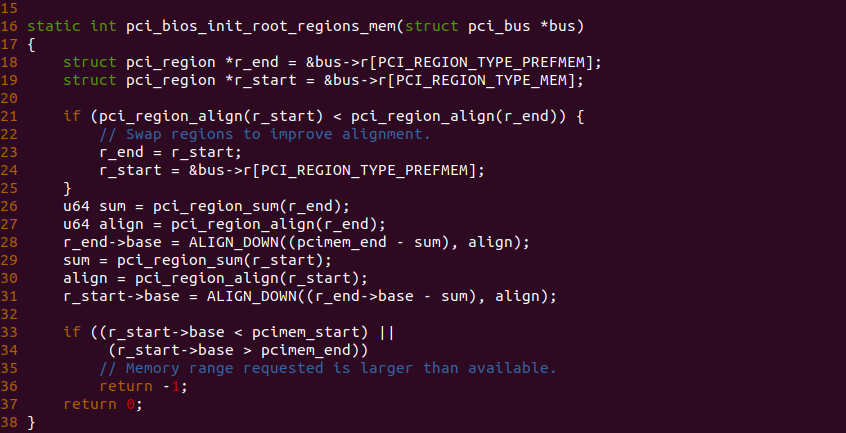 15
16 static int pci_bios_init_root_regions_mem(struct pci_bus *bus)
17 {
18     struct pci_region *r_end = &bus->r[PCI_REGION_TYPE_PREFMEM];
19     struct pci_region *r_start = &bus->r[PCI_REGION_TYPE_MEM];
20
21     if (pci_region_align(r_start) < pci_region_align(r_end)) {
22         // Swap regions to improve alignment.
23         r_end = r_start;
24         r_start = &bus->r[PCI_REGION_TYPE_PREFMEM];
25     }
26     u64 sum = pci_region_sum(r_end);
27     u64 align = pci_region_align(r_end);
28     r_end->base = ALIGN_DOWN((pcimem_end - sum), align);
29     sum = pci_region_sum(r_start);
30     align = pci_region_align(r_start);
31     r_start->base = ALIGN_DOWN((r_end->base - sum), align);
32
33     if ((r_start->base < pcimem_start) ||
34          (r_start->base > pcimem_end))
35         // Memory range requested is larger than available.
36         return -1;
37     return 0;
38 }